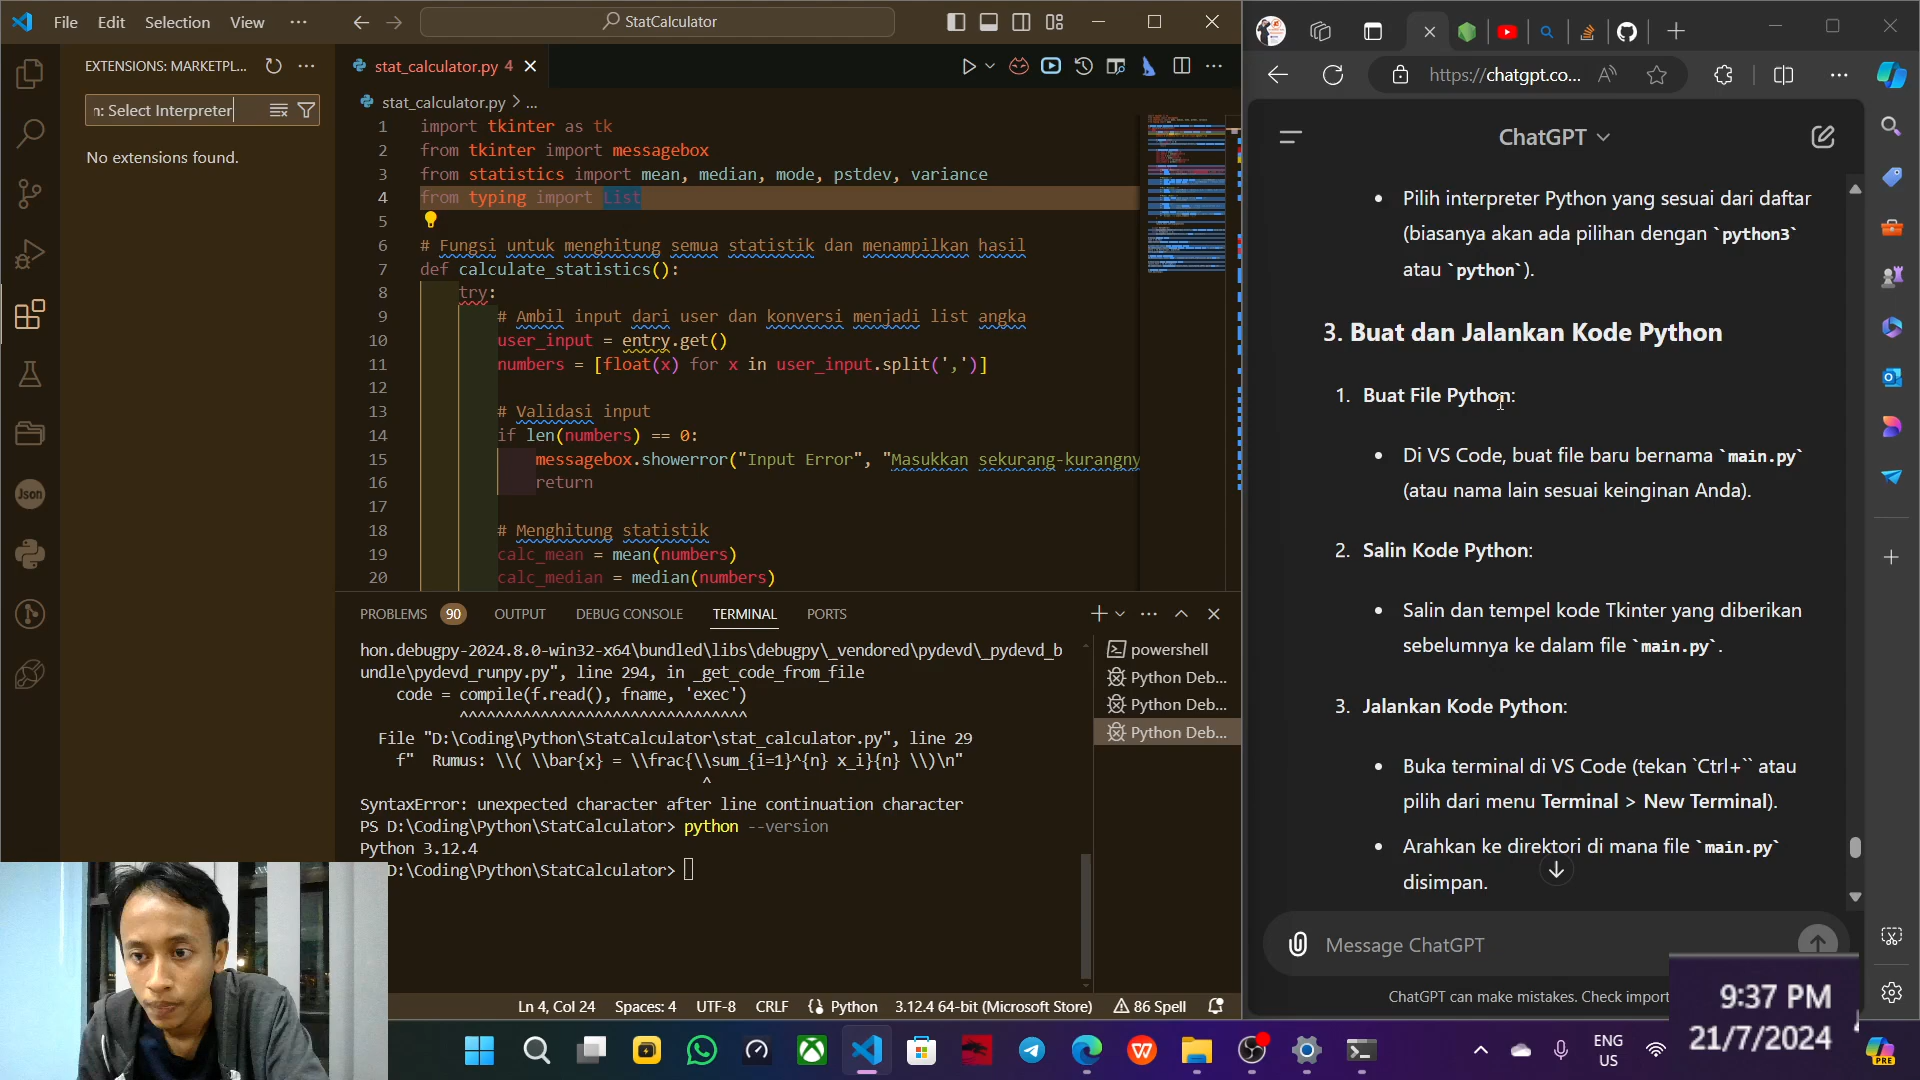 File Edit Selection View ··· StatCalculator
EXTENSIONS: MARKETPL...
n: Select Interpreter
No extensions found.
stat_calculator.py 4
stat_calculator.py > ...
1 import tkinter as tk
2 from tkinter import messagebox
3 from statistics import mean, median, mode, pstdev, variance
4 from typing import List
5
6 # Fungsi untuk menghitung semua statistik dan menampilkan hasil
7 def calculate_statistics():
8 try:
9 # Ambil input dari user dan konversi menjadi list angka
10 user_input = entry.get()
11 numbers = [float(x) for x in user_input.split(',')]
12
13 # Validasi input
14 if len(numbers) == 0:
15 messagebox.showerror("Input Error", "Masukkan sekurang-kurangny
16 return
17
18 # Menghitung statistik
19 calc_mean = mean(numbers)
20 calc_median = median(numbers)
PROBLEMS 90 OUTPUT DEBUG CONSOLE TERMINAL PORTS
hon.debugpy-2024.8.0-win32-x64\bundled\libs\debugpy\_vendored\pydevd\_pydevd_b
undle\pydevd_runpy.py", line 294, in _get_code_from_file
code = compile(f.read(), fname, 'exec')
^^^^^^^^^^^^^^^^^^^^^^^^^^^^^^
File "D:\Coding\Python\StatCalculator\stat_calculator.py", line 29
f" Rumus: \\( \\bar{x} = \\frac{\\sum_{i=1}^{n} x_i}{n} \\)\n"
^
SyntaxError: unexpected character after line continuation character
PS D:\Coding\Python\StatCalculator> python --version
Python 3.12.4
D:\Coding\Python\StatCalculator>
powershell
Python Deb...
Python Deb...
Python Deb...
Json
Ln 4, Col 24 Spaces: 4 UTF-8 CRLF Python 3.12.4 64-bit (Microsoft Store) 86 Spell
https://chatgpt.co...
ChatGPT
• Pilih interpreter Python yang sesuai dari daftar
(biasanya akan ada pilihan dengan `python3`
atau `python`).
3. Buat dan Jalankan Kode Python
1. Buat File Python:
• Di VS Code, buat file baru bernama `main.py`
(atau nama lain sesuai keinginan Anda).
2. Salin Kode Python:
• Salin dan tempel kode Tkinter yang diberikan
sebelumnya ke dalam file `main.py`.
3. Jalankan Kode Python:
• Buka terminal di VS Code (tekan `Ctrl+`` atau
pilih dari menu Terminal > New Terminal).
• Arahkan ke direktori di mana file `main.py`
disimpan.
Message ChatGPT
ChatGPT can make mistakes. Check import
9:37 PM
21/7/2024
ENG
US
PRE